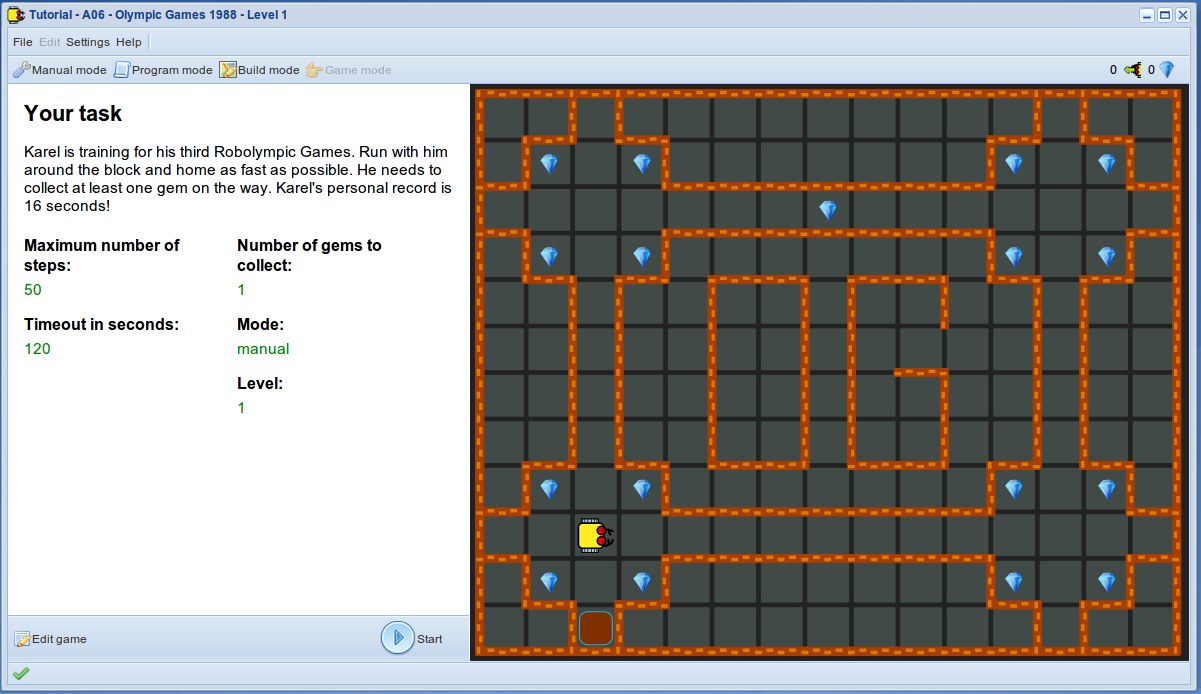 Tutorial - A06 - Olympic Games 1988 - Level 1
File Edit Settings Help
Manual mode Program mode Build mode Game mode 0 0
Your task
Karel is training for his third Robolympic Games. Run with him
around the block and home as fast as possible. He needs to
collect at least one gem on the way. Karel's personal record is
16 seconds!
Maximum number of
steps:
50
Number of gems to
collect:
1
Timeout in seconds:
120
Mode:
manual
Level:
1
Edit game
Start